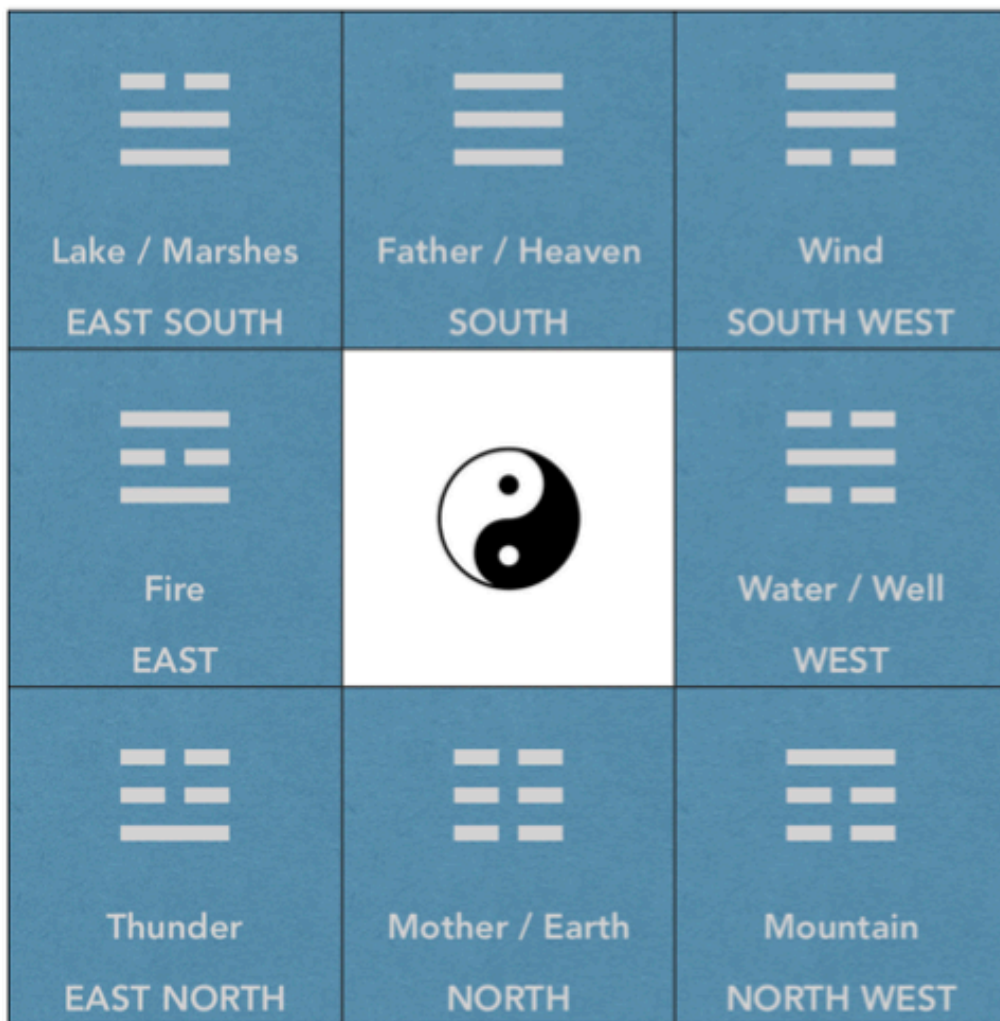 Lake / Marshes
EAST SOUTH
Father / Heaven
SOUTH
Wind
SOUTH WEST
Fire
EAST
Water / Well
WEST
Thunder
EAST NORTH
Mother / Earth
NORTH
Mountain
NORTH WEST